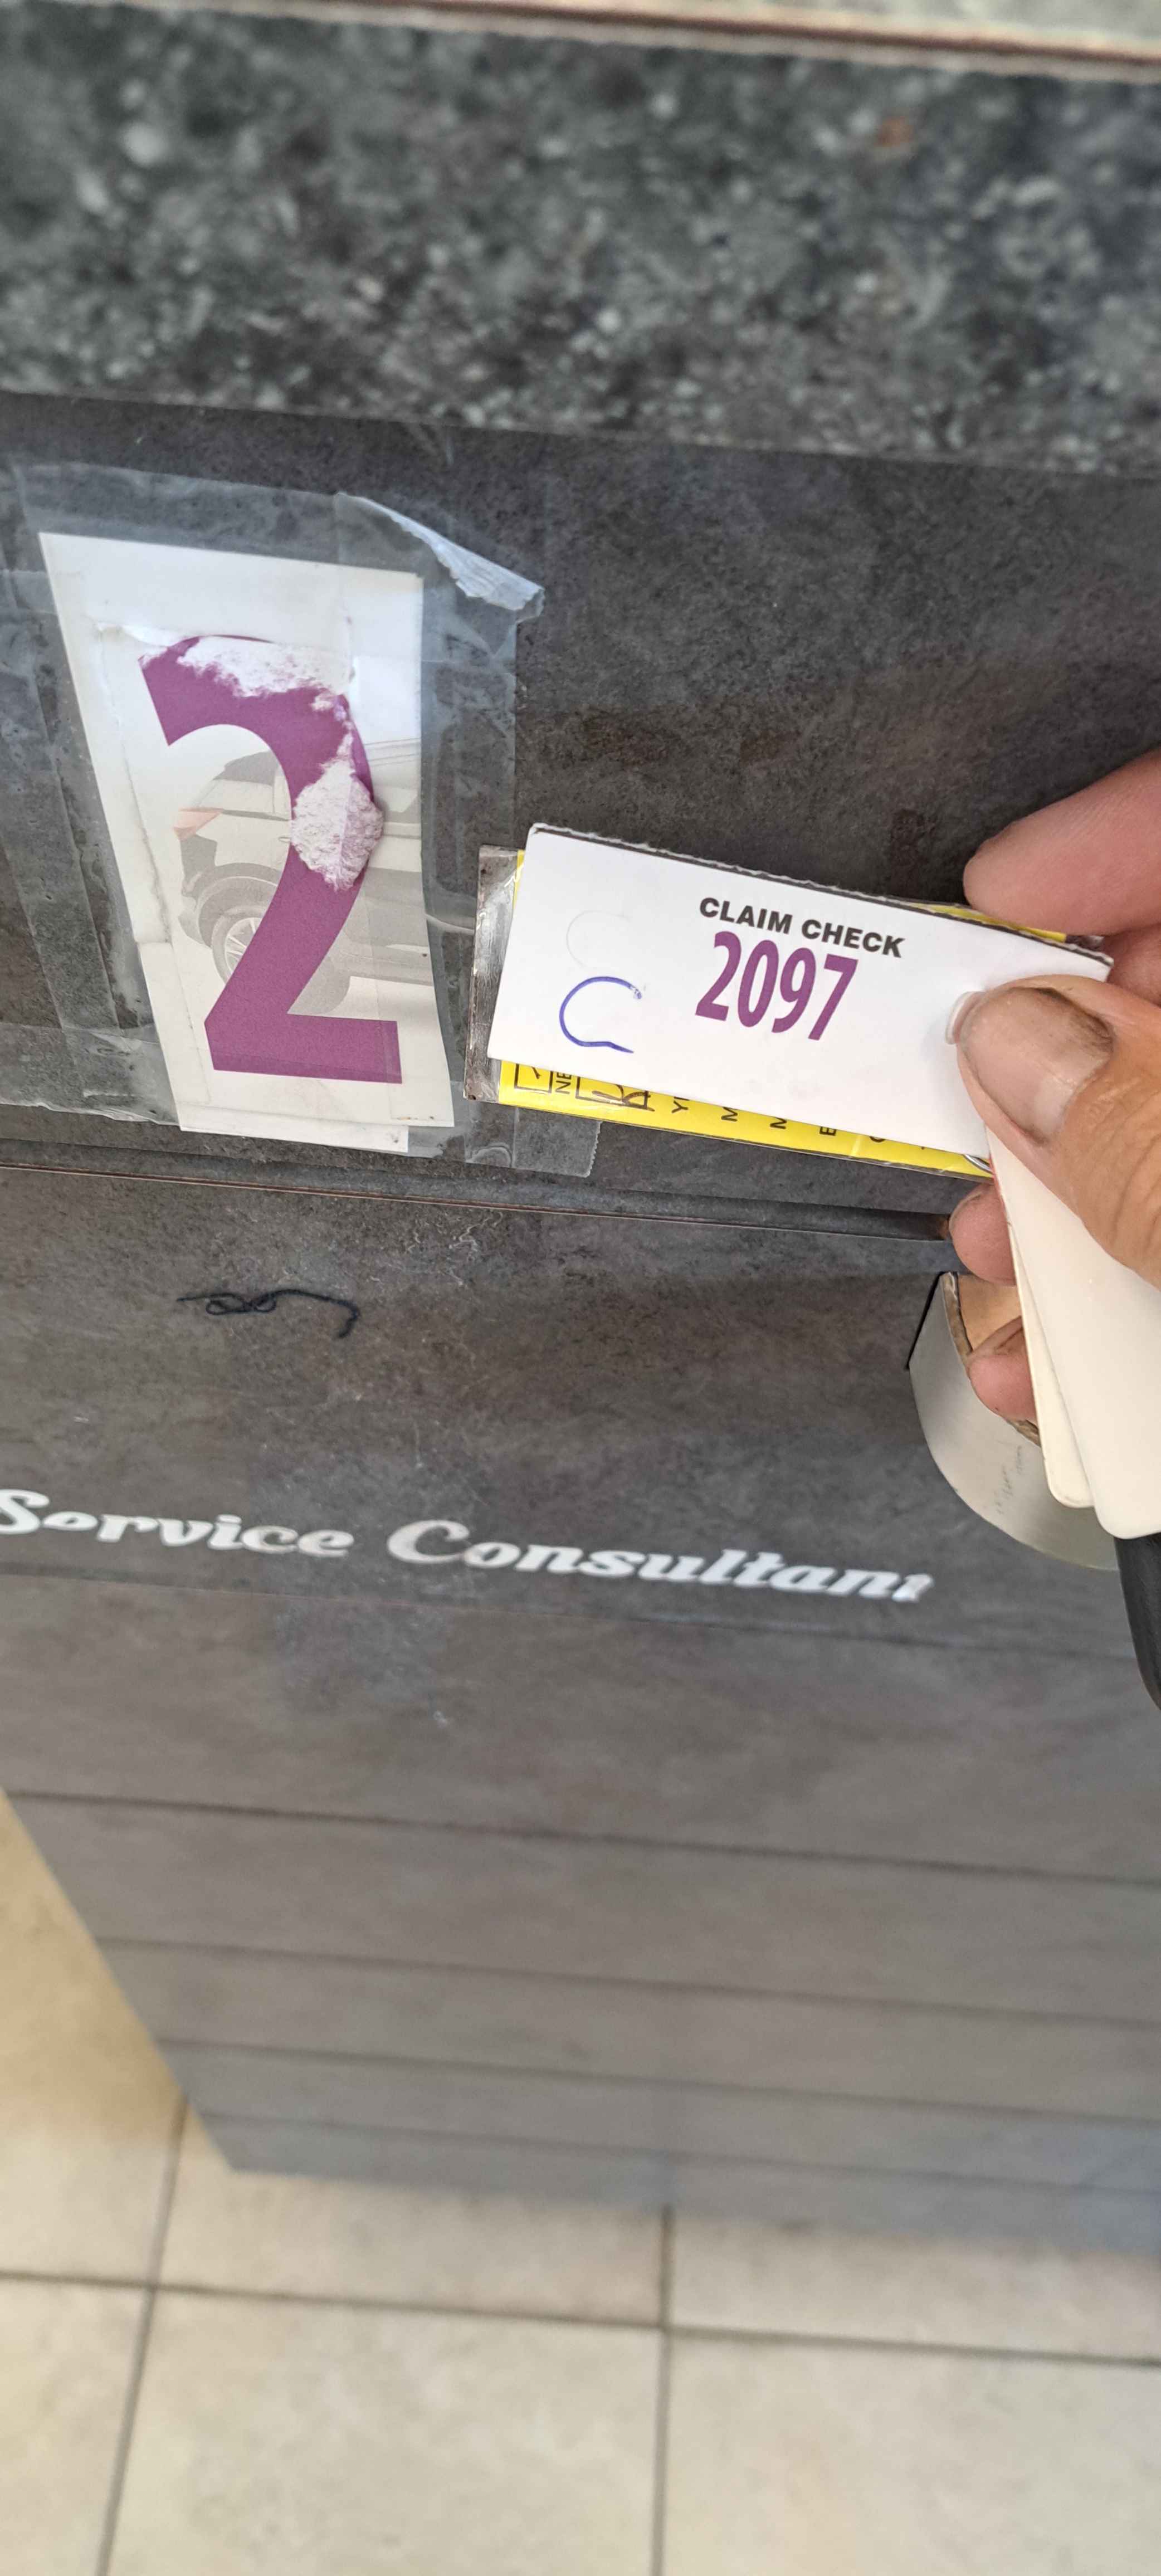 2
CLAIM CHECK
2097
C
Service Consultant